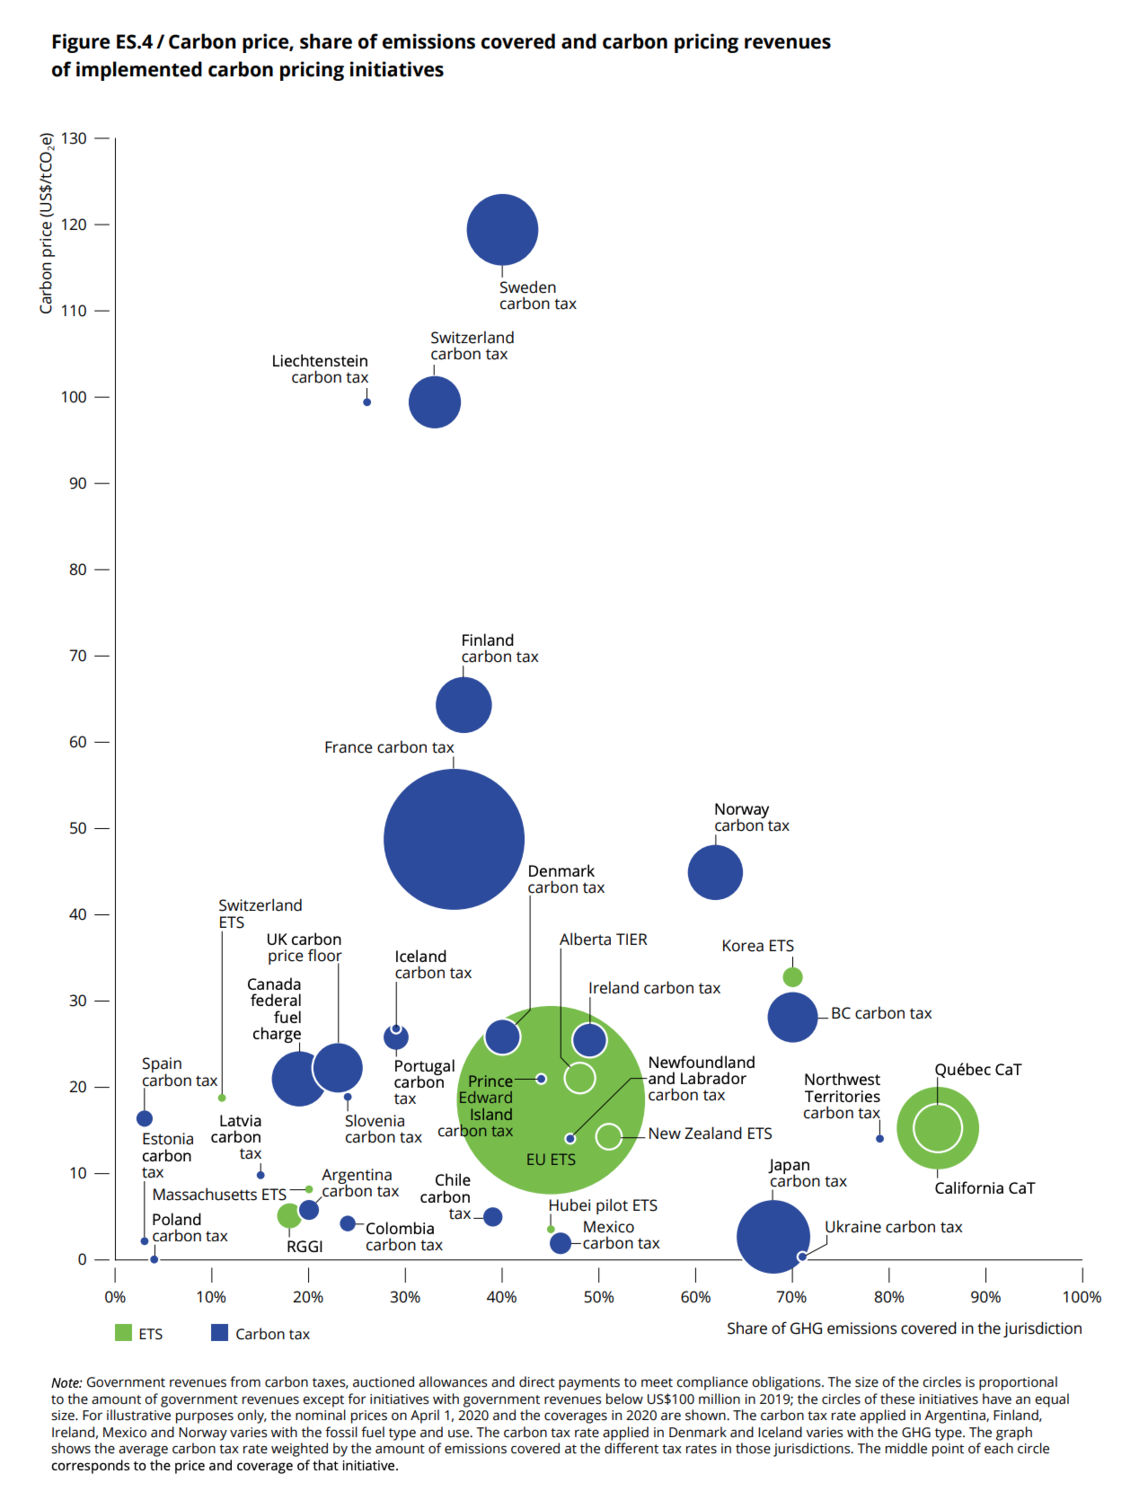 Figure ES.4 / Carbon price, share of emissions covered and carbon pricing revenues
of implemented carbon pricing initiatives
Carbon price (US$/tCO₂e)
130
120
110
100
90
80
70
60
50
40
30
20
10
0
Sweden
carbon tax
Switzerland
carbon tax
Liechtenstein
carbon tax
Finland
carbon tax
France carbon tax
Norway
carbon tax
Denmark
carbon tax
Switzerland
ETS
UK carbon
price floor
Alberta TIER
Korea ETS
Iceland
carbon tax
Canada
federal
fuel
charge
Ireland carbon tax
BC carbon tax
Spain
carbon tax
Portugal
carbon
tax
Prince
Edward
Island
carbon tax
Newfoundland
and Labrador
carbon tax
Northwest
Territories
carbon tax
Québec CaT
Latvia
carbon
tax
Slovenia
carbon tax
Estonia
carbon
tax
New Zealand ETS
EU ETS
Massachusetts ETS
Argentina
carbon tax
Chile
carbon
tax
Japan
carbon tax
California CaT
Poland
carbon tax
RGGI
Colombia
carbon tax
Hubei pilot ETS
Mexico
carbon tax
Ukraine carbon tax
0%
10%
20%
30%
40%
50%
60%
70%
80%
90%
100%
ETS
Carbon tax
Share of GHG emissions covered in the jurisdiction
Note: Government revenues from carbon taxes, auctioned allowances and direct payments to meet compliance obligations. The size of the circles is proportional
to the amount of government revenues except for initiatives with government revenues below US$100 million in 2019; the circles of these initiatives have an equal
size. For illustrative purposes only, the nominal prices on April 1, 2020 and the coverages in 2020 are shown. The carbon tax rate applied in Argentina, Finland,
Ireland, Mexico and Norway varies with the fossil fuel type and use. The carbon tax rate applied in Denmark and Iceland varies with the GHG type. The graph
shows the average carbon tax rate weighted by the amount of emissions covered at the different tax rates in those jurisdictions. The middle point of each circle
corresponds to the price and coverage of that initiative.